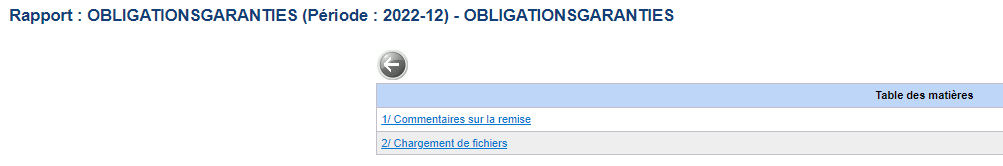 Rapport : OBLIGATIONSGARANTIES (Période : 2022-12) - OBLIGATIONSGARANTIES
Table des matières
1/ Commentaires sur la remise
2/ Chargement de fichiers